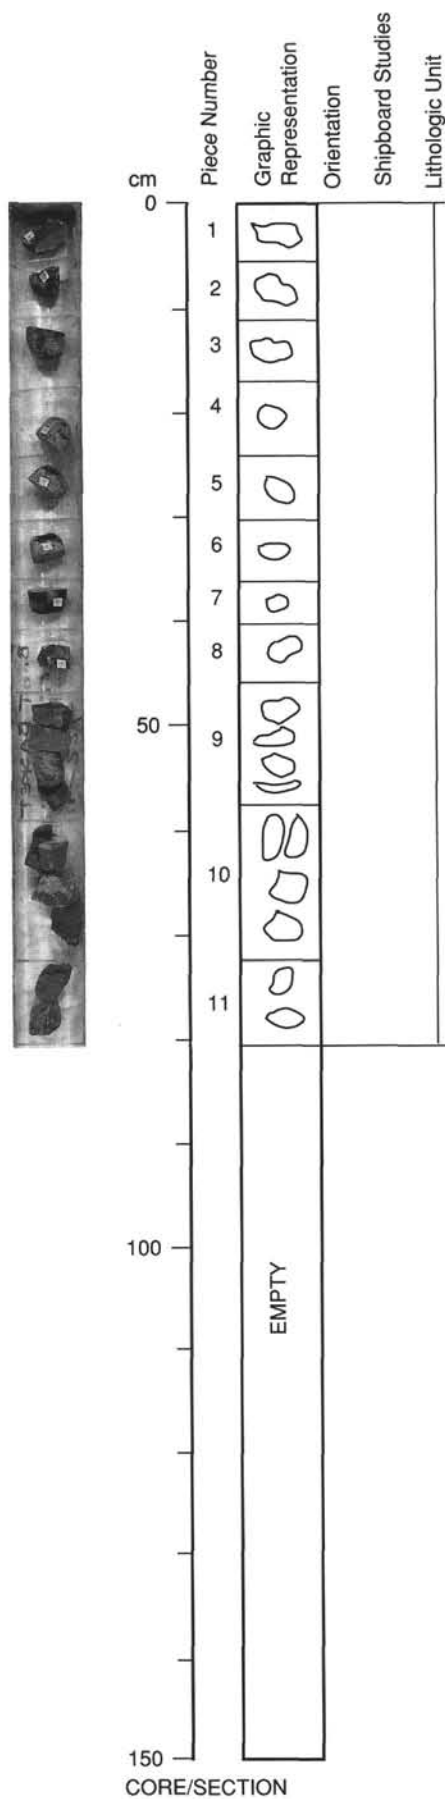 cm
Piece Number
Graphic
Representation
Orientation
Shipboard Studies
Lithologic Unit
0
1
2
3
4
5
6
7
8
50
9
10
11
100
EMPTY
150
CORE/SECTION